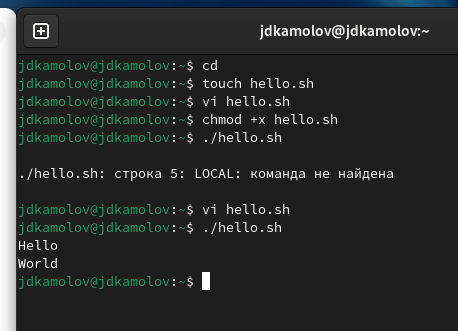 jdkamolov@jdkamolov:~
jdkamolov@jdkamolov:~$ cd
jdkamolov@jdkamolov:~$ touch hello.sh
jdkamolov@jdkamolov:~$ vi hello.sh
jdkamolov@jdkamolov:~$ chmod +x hello.sh
jdkamolov@jdkamolov:~$ ./hello.sh
./hello.sh: строка 5: LOCAL: команда не найдена
jdkamolov@jdkamolov:~$ vi hello.sh
jdkamolov@jdkamolov:~$ ./hello.sh
Hello
World
jdkamolov@jdkamolov:~$